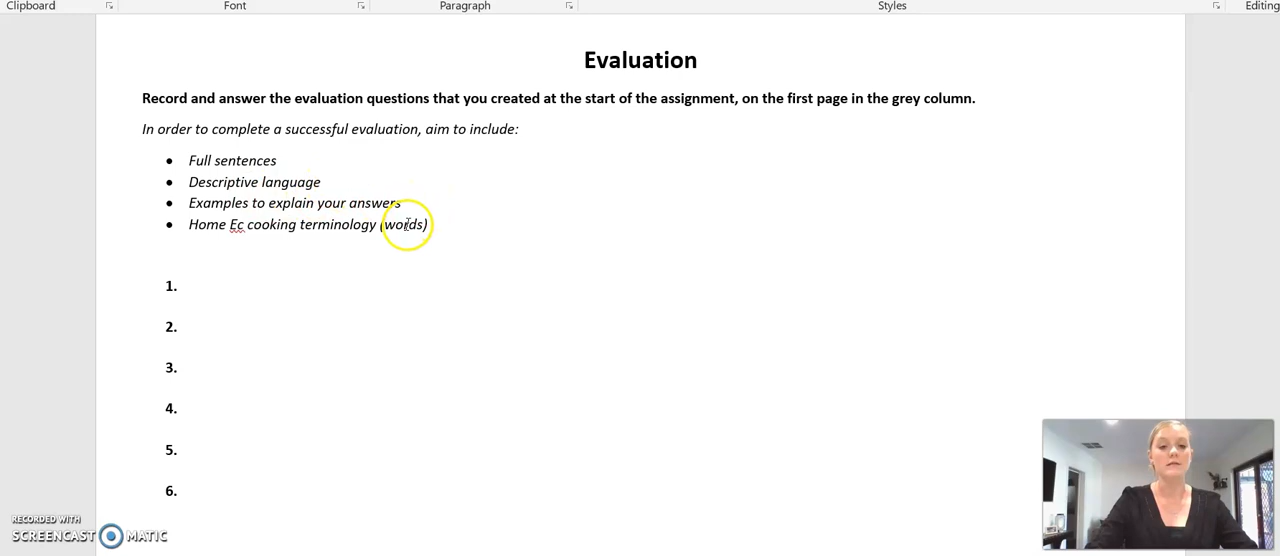 Clipboard Font Paragraph Styles Editing
Evaluation
Record and answer the evaluation questions that you created at the start of the assignment, on the first page in the grey column.
In order to complete a successful evaluation, aim to include:
• Full sentences
• Descriptive language
• Examples to explain your answers
• Home Ec cooking terminology (words)
1.
2.
3.
4.
5.
6.
RECORDED WITH
SCREENCAST MATIC